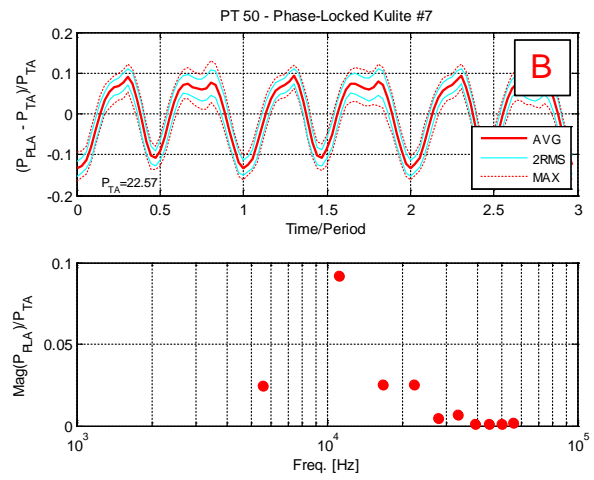 PT 50 - Phase-Locked Kulite #7
0.2
0.1
0
-0.1
-0.2
(P_PLA - P_TA)/P_TA
B
AVG
2RMS
MAX
P_TA=22.57
0 0.5 1 1.5 2 2.5 3
Time/Period
0.1
0.05
0
Mag(P_PLA)/P_TA
10^3 10^4 10^5
Freq. [Hz]